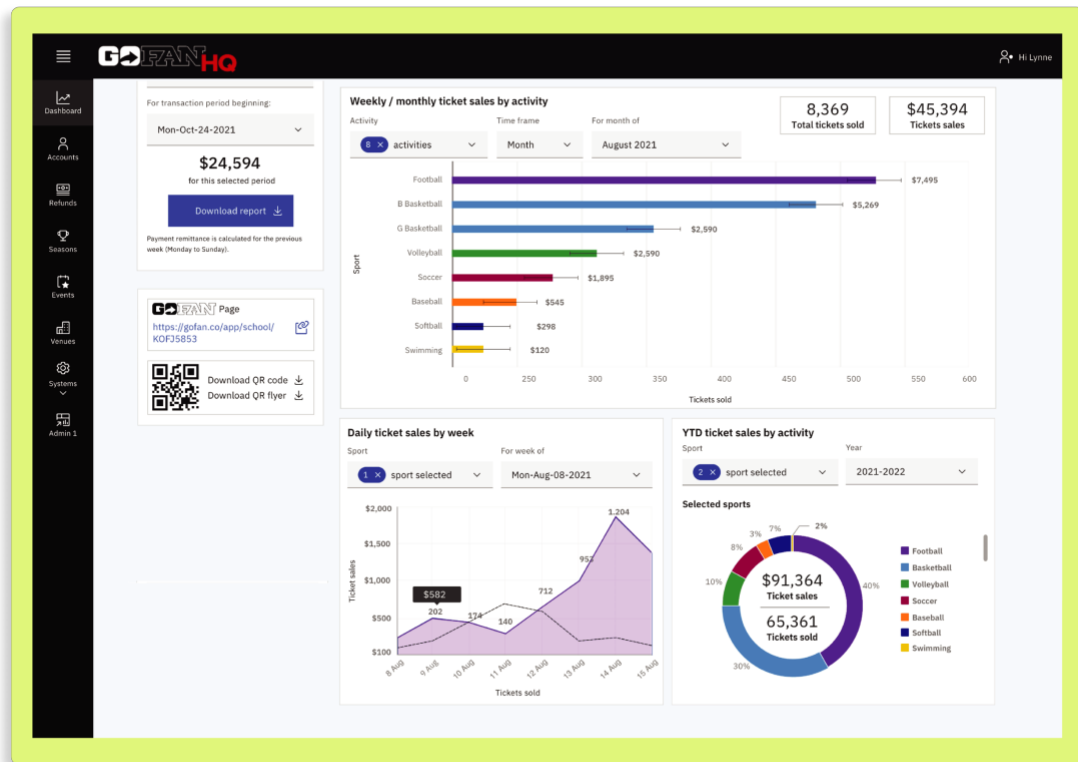 GOFAN HQ
Hi Lynne
Dashboard
Accounts
Refunds
Seasons
Events
Venues
Systems
Admin 1
For transaction period beginning:
Mon-Oct-24-2021
$24,594
for this selected period
Download report
Payment remittance is calculated for the previous
week (Monday to Sunday).
GOFAN Page
https://gofan.co/app/school/
KOFJ5853
Download QR code
Download QR flyer
Weekly / monthly ticket sales by activity
8,369
Total tickets sold
$45,394
Tickets sales
Activity
Time frame
For month of
8 × activities
Month
August 2021
Sport
Football $7,495
B Basketball $5,269
G Basketball $2,590
Volleyball $2,590
Soccer $1,895
Baseball $545
Softball $298
Swimming $120
0 250 300 350 400 450 500 550 600
Tickets sold
Daily ticket sales by week
Sport
For week of
1 × sport selected
Mon-Aug-08-2021
Ticket sales
$2,000
$1,500
$1,000
$500
$100
$582
202
174
140
712
952
1,204
8 Aug 9 Aug 10 Aug 11 Aug 12 Aug 13 Aug 14 Aug 15 Aug
Tickets sold
YTD ticket sales by activity
Sport
Year
2 × sport selected
2021-2022
Selected sports
2%
7%
3%
8%
10%
30%
40%
$91,364
Ticket sales
65,361
Tickets sold
Football
Basketball
Volleyball
Soccer
Baseball
Softball
Swimming